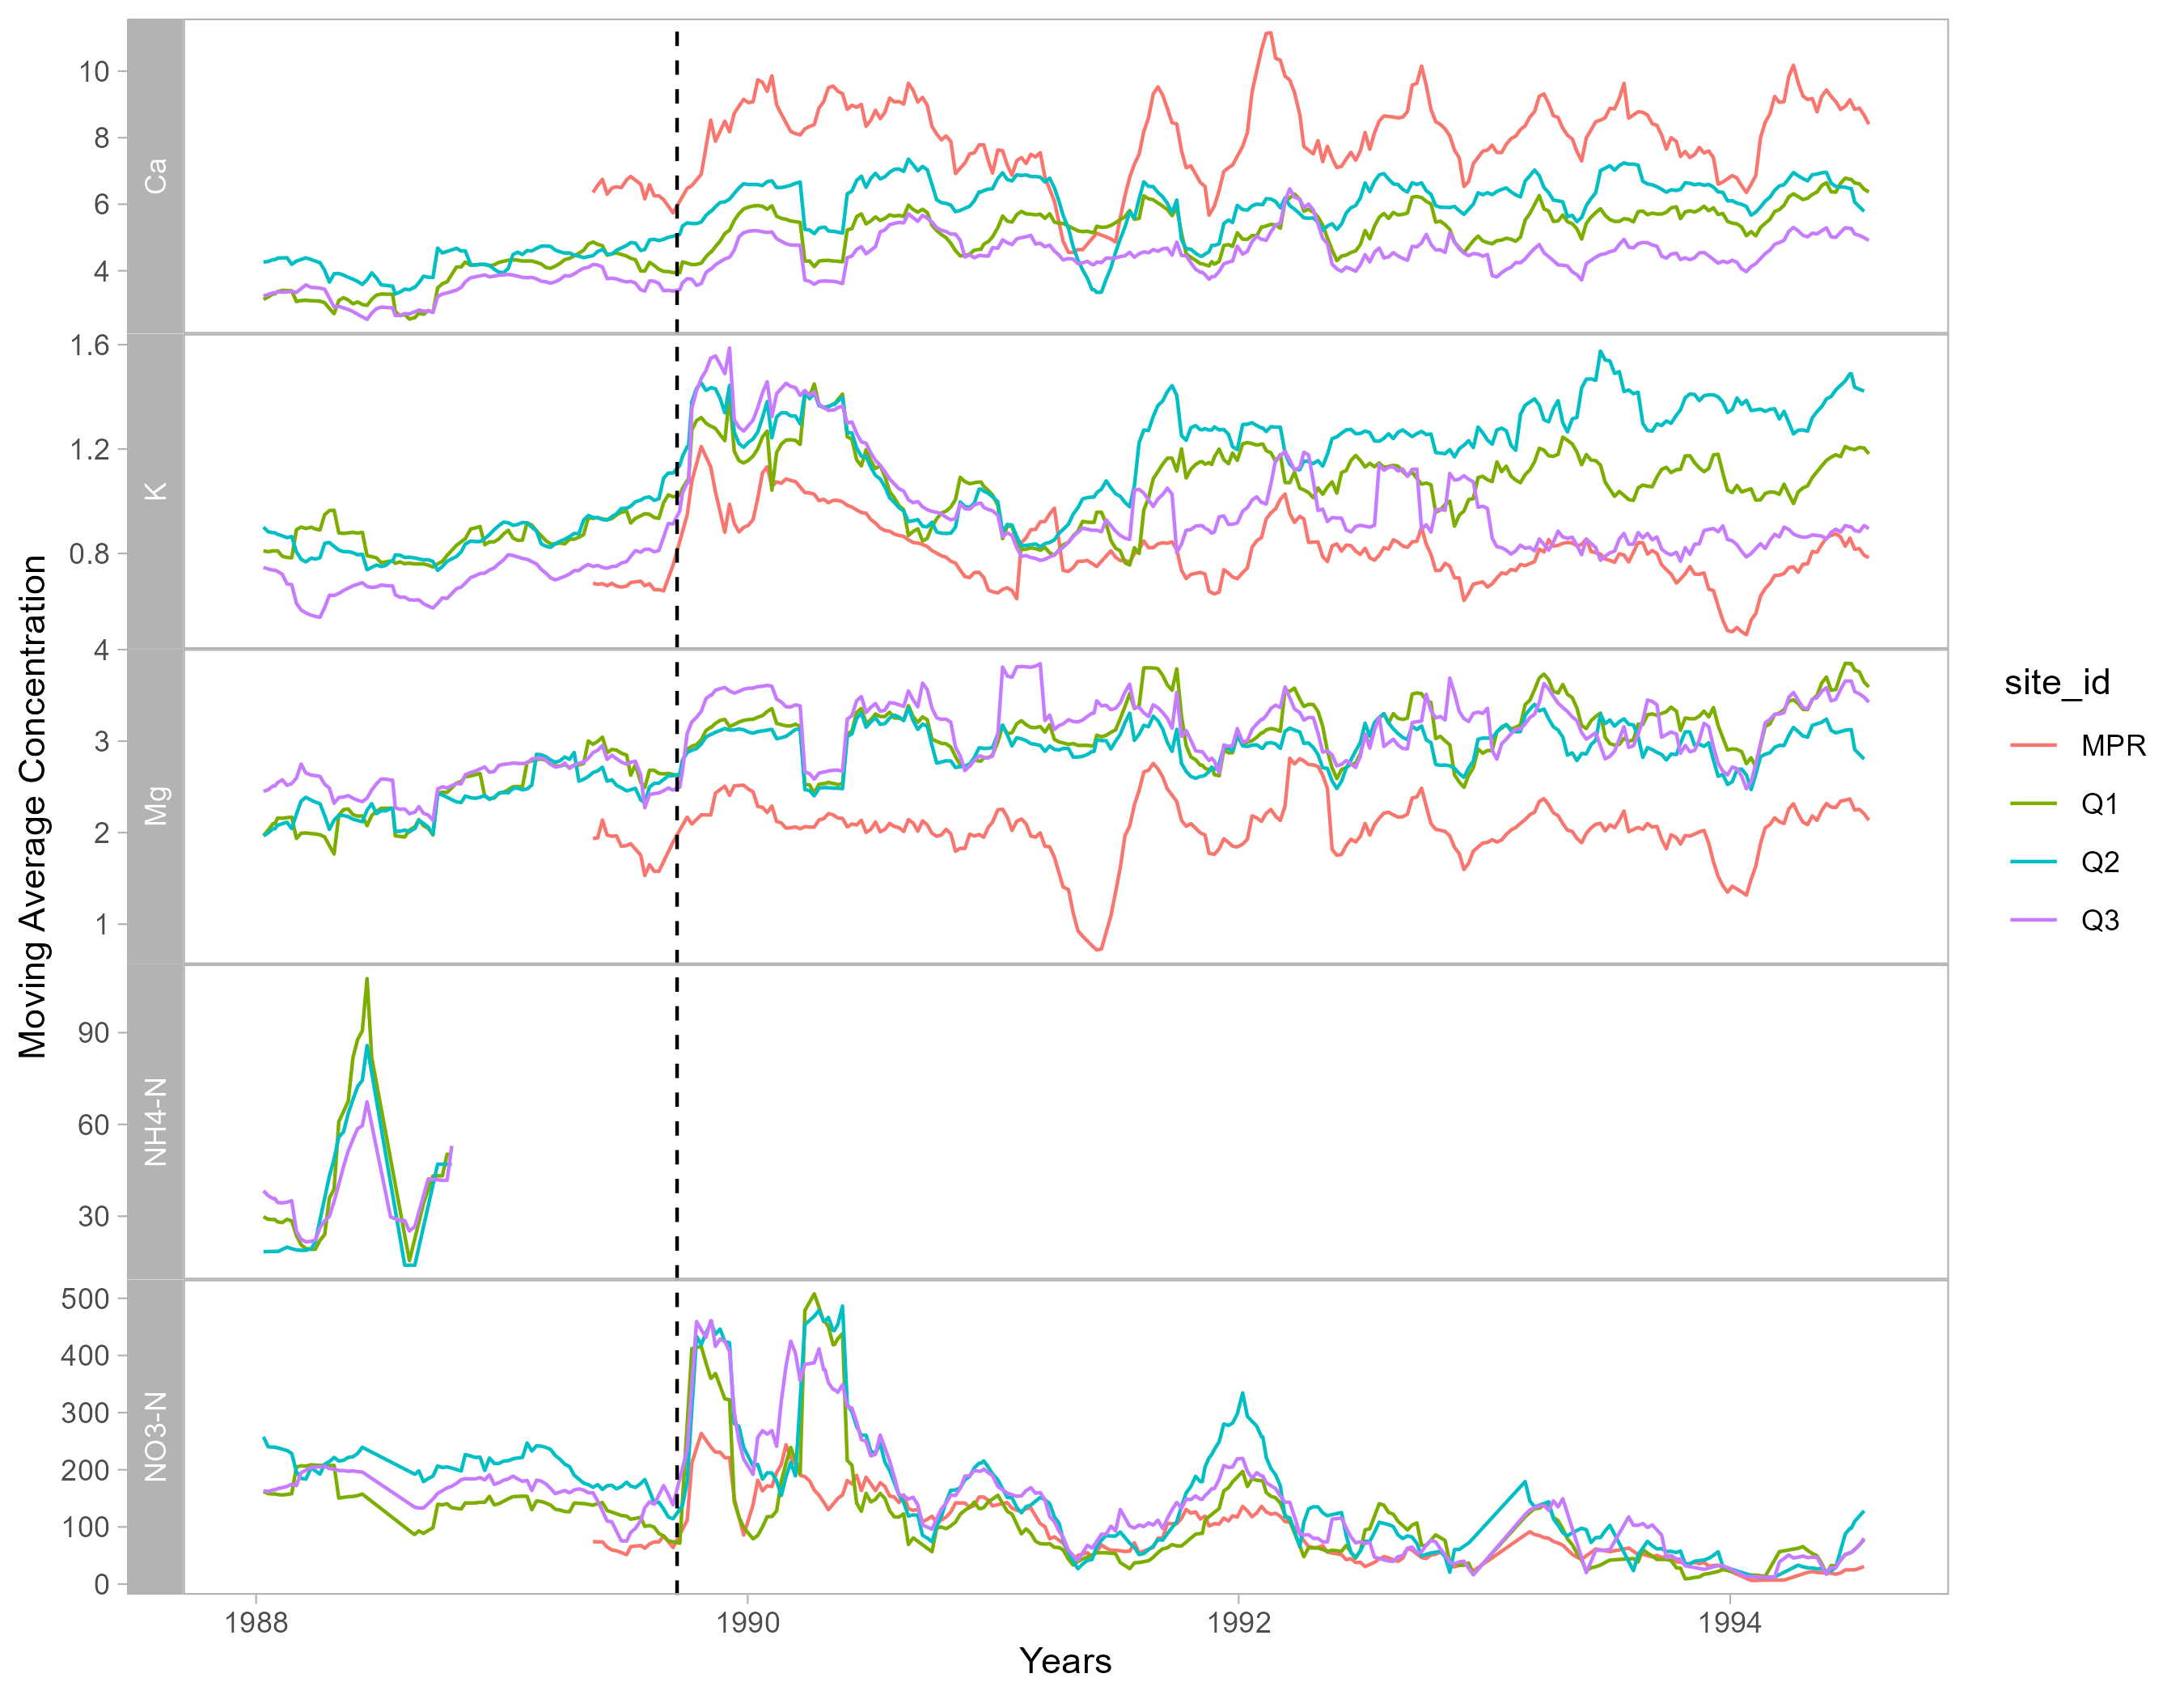 Moving Average Concentration
Ca
10
8
6
4
K
1.6
1.2
0.8
Mg
4
3
2
1
NH4-N
90
60
30
NO3-N
500
400
300
200
100
0
1988 1990 1992 1994
Years
site_id
MPR
Q1
Q2
Q3